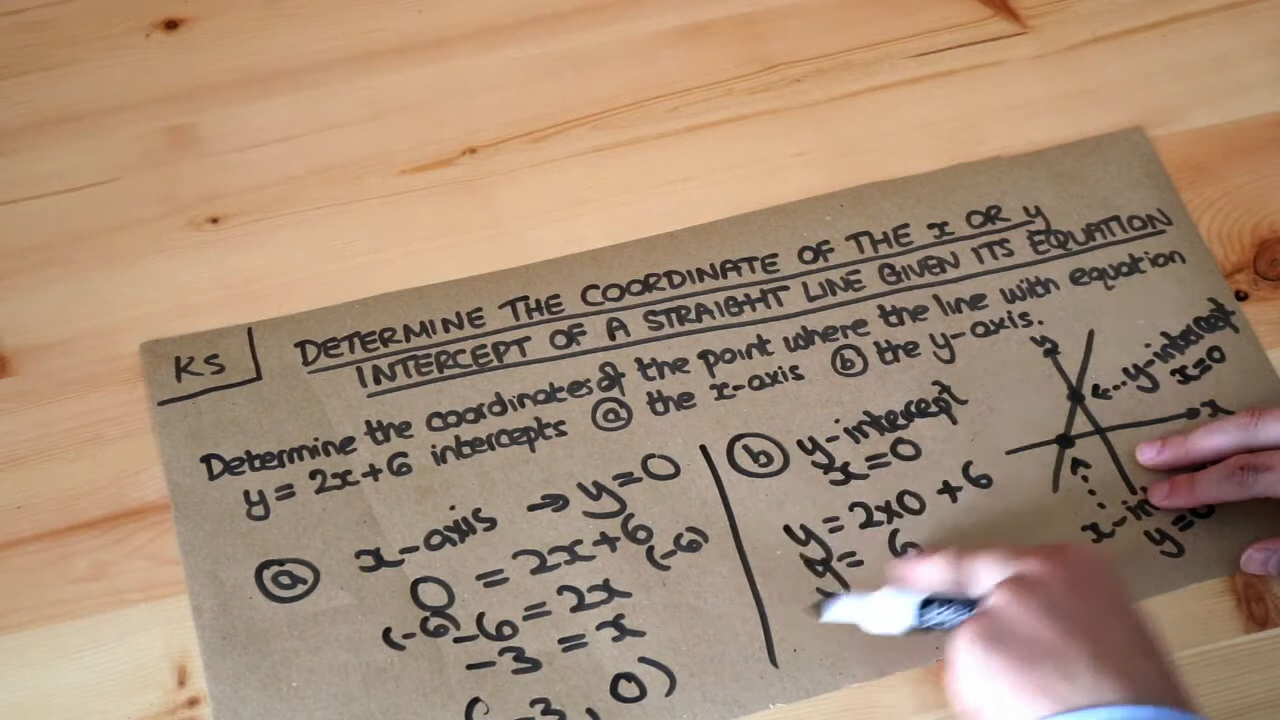 KS
DETERMINE THE COORDINATE OF THE x OR y
INTERCEPT OF A STRAIGHT LINE GIVEN ITS EQUATION
Determine the coordinates of the point where the line with equation
y = 2x+6 intercepts ⓐ the x-axis ⓑ the y-axis.
ⓐ x-axis → y=0
0 = 2x+6
(-6) -6 = 2x (-6)
-3 = x
(-3, 0)
ⓑ y-intercept
x=0
y = 2x0 +6
y = 6
y
y-intercept
x=0
x
y=0